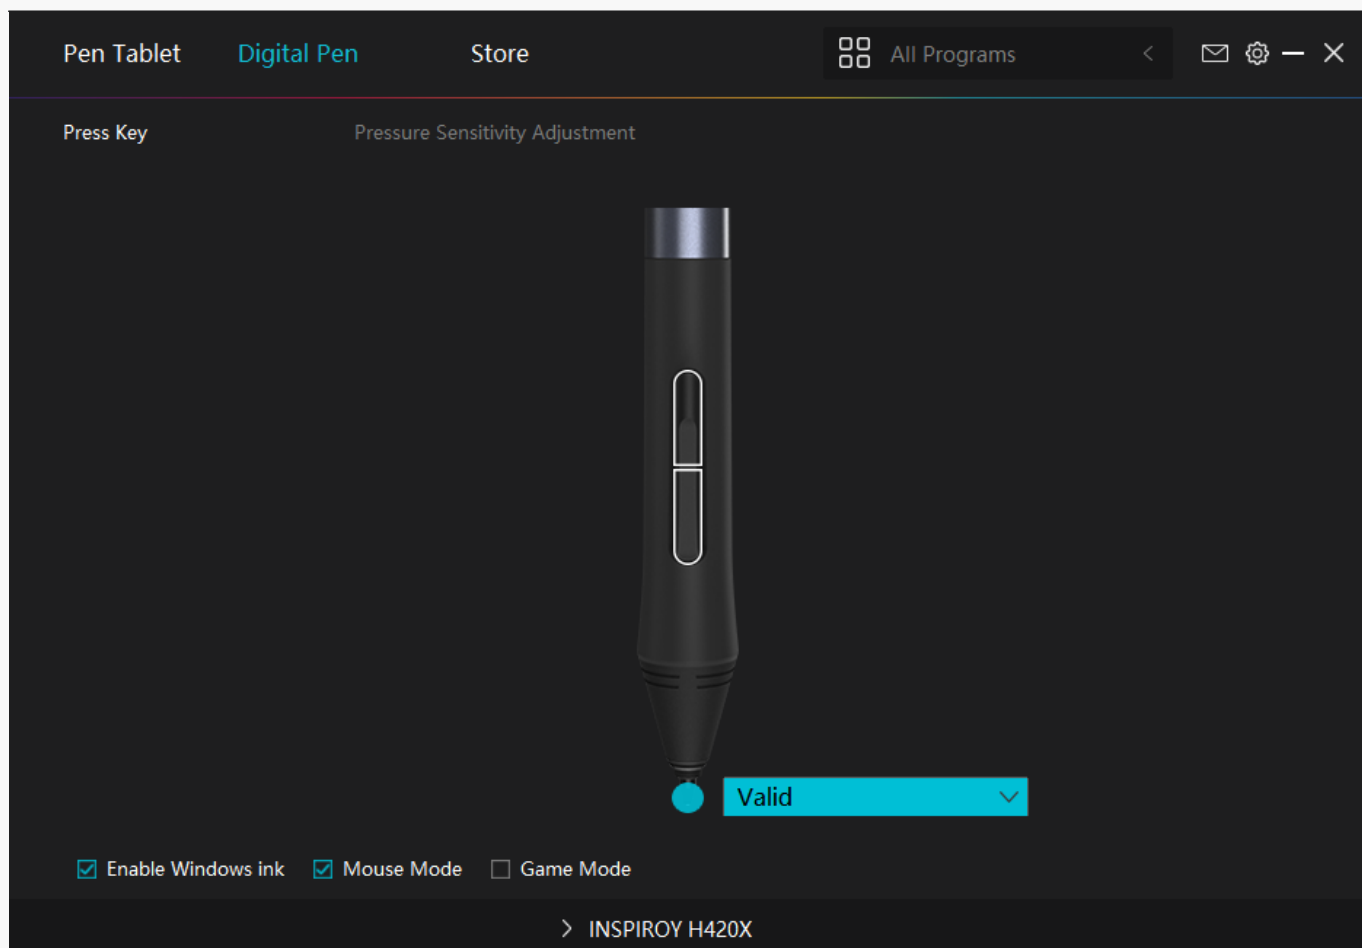 Pen Tablet Digital Pen Store All Programs
Press Key Pressure Sensitivity Adjustment
Valid
Enable Windows ink Mouse Mode Game Mode
INSPIROY H420X